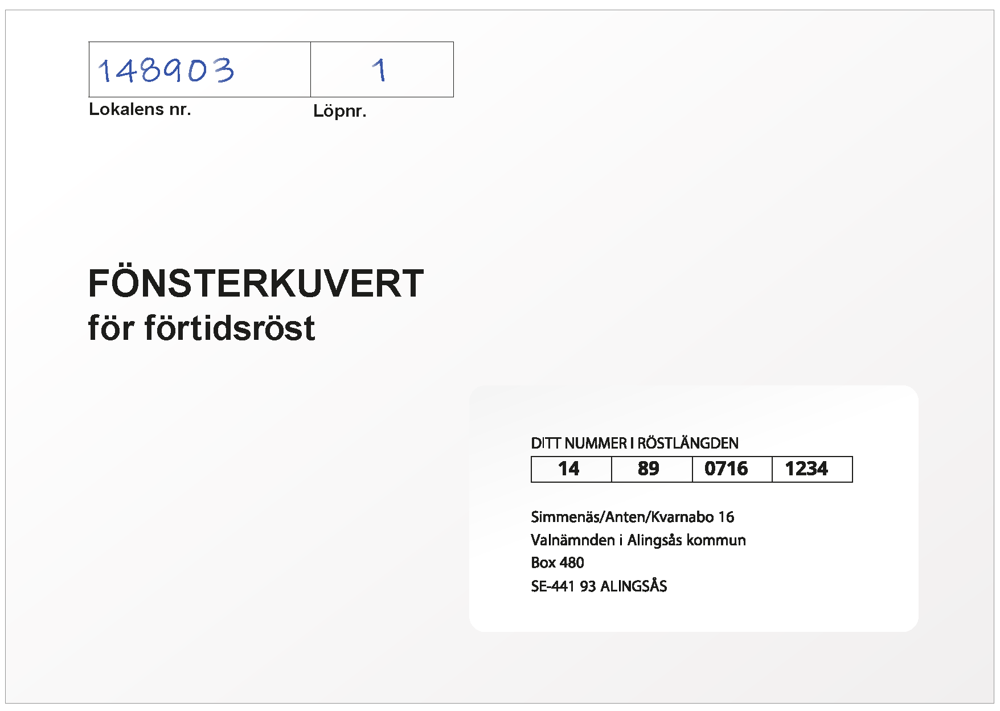 148903 1
Lokalens nr. Löpnr.
FÖNSTERKUVERT
för förtidsröst
DITT NUMMER I RÖSTLÄNGDEN
14 89 0716 1234
Simmenäs/Anten/Kvarnabo 16
Valnämnden i Alingsås kommun
Box 480
SE-441 93 ALINGSÅS